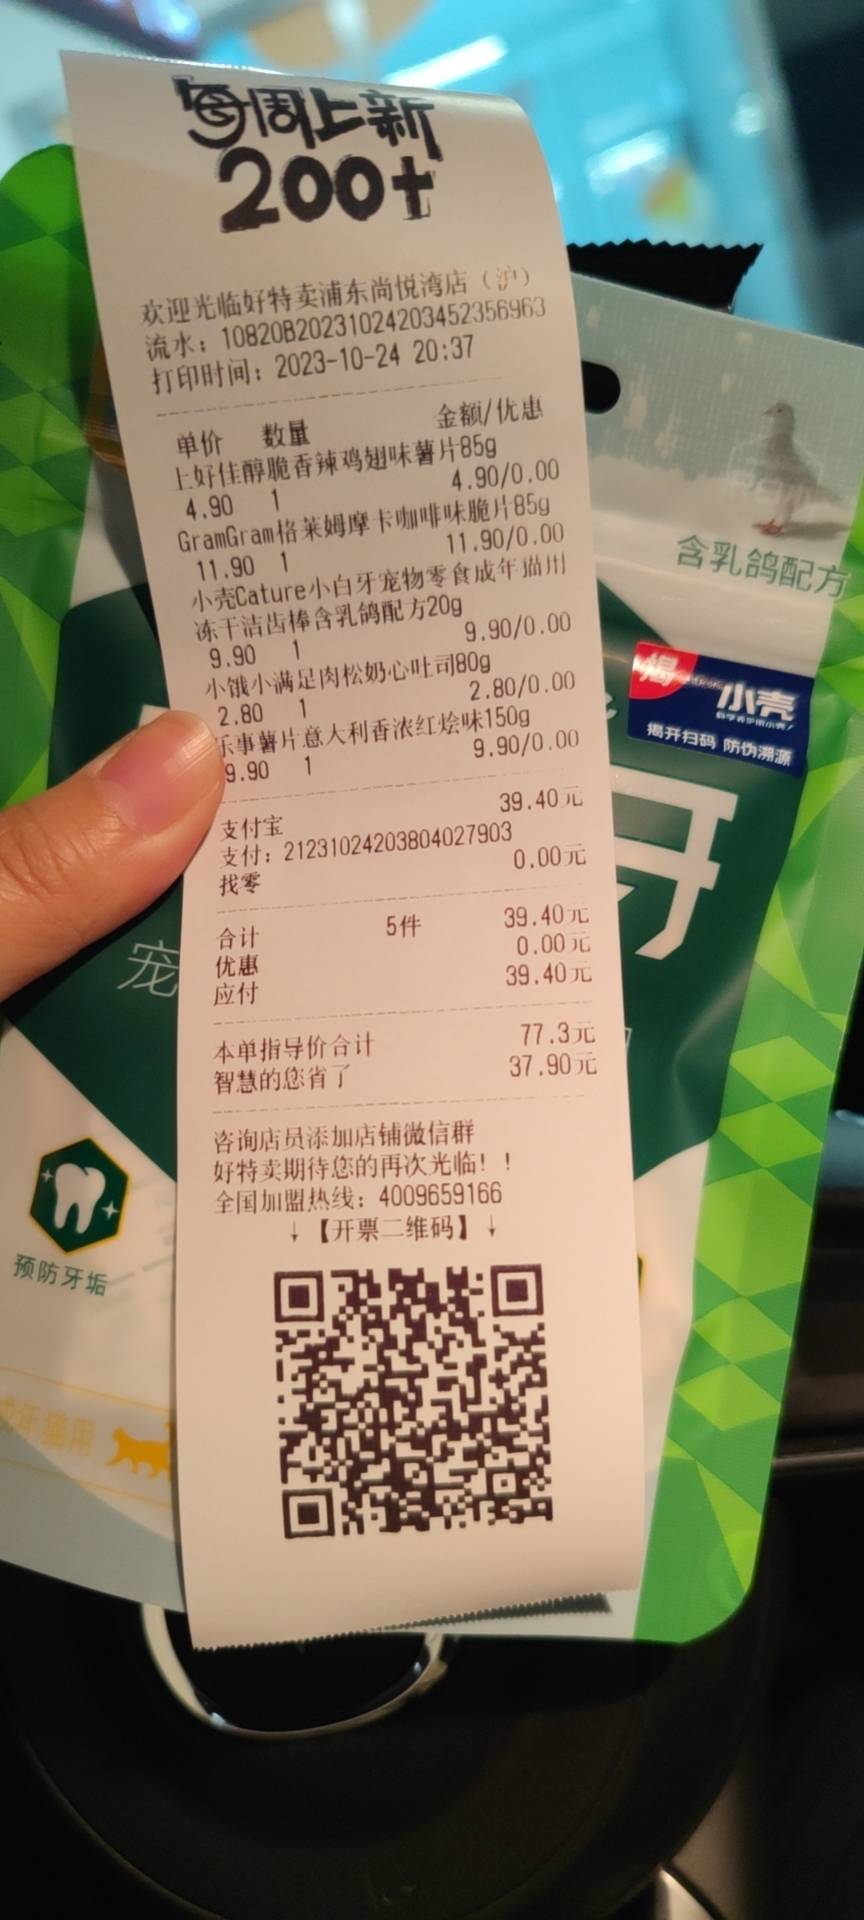 每周上新
200+
欢迎光临好特卖浦东尚悦湾店（沪）
流水：10820B20231024203452356963
打印时间：2023-10-24 20:37
单价 数量 金额/优惠
上好佳醇脆香辣鸡翅味薯片85g
4.90 1 4.90/0.00
GramGram格莱姆摩卡咖啡味脆片85g
11.90 1 11.90/0.00
小壳Cature小白牙宠物零食成年猫用
冻干洁齿棒含乳鸽配方20g
9.90 1 9.90/0.00
小饿小满足肉松奶心吐司80g
2.80 1 2.80/0.00
乐事薯片意大利香浓红烩味150g
9.90 1 9.90/0.00
支付宝 39.40元
支付：21231024203804027903
找零 0.00元
合计 5件 39.40元
优惠 0.00元
应付 39.40元
本单指导价合计 77.3元
智慧的您省了 37.90元
咨询店员添加店铺微信群
好特卖期待您的再次光临！！
全国加盟热线：4009659166
↓【开票二维码】↓
含乳鸽配方
揭
小壳
揭开扫码 防伪溯源
牙
宠
预防牙垢
成年猫用